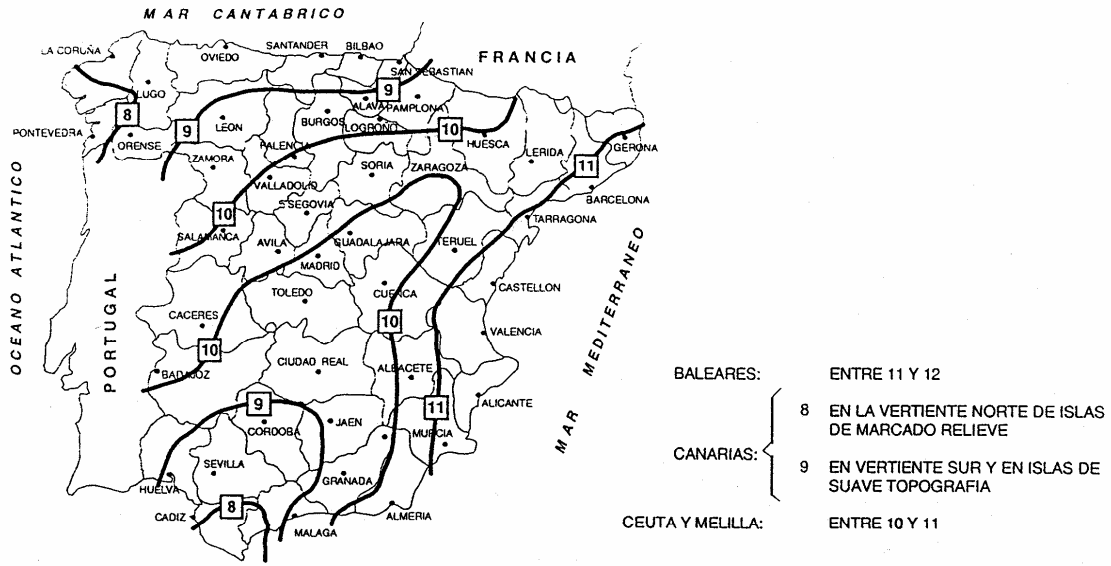 MAR CANTABRICO
LA CORUÑA
OVIEDO
SANTANDER
BILBAO
FRANCIA
SAN SEBASTIAN
LUGO
8
9
ALAVA
PAMPLONA
PONTEVEDRA
ORENSE
9
LEON
BURGOS
LOGROÑO
10
HUESCA
GERONA
PALENCIA
LERIDA
ZAMORA
SORIA
ZARAGOZA
11
VALLADOLID
BARCELONA
10
SEGOVIA
TARRAGONA
SALAMANCA
AVILA
GUADALAJARA
TERUEL
MADRID
OCEANO ATLANTICO
PORTUGAL
MAR MEDITERRANEO
TOLEDO
CUENCA
CASTELLON
CACERES
10
VALENCIA
10
CIUDAD REAL
BADAJOZ
ALBACETE
9
11
ALICANTE
CORDOBA
JAEN
MURCIA
SEVILLA
HUELVA
GRANADA
8
CADIZ
MALAGA
ALMERIA
BALEARES: ENTRE 11 Y 12
8 EN LA VERTIENTE NORTE DE ISLAS
DE MARCADO RELIEVE
CANARIAS:
9 EN VERTIENTE SUR Y EN ISLAS DE
SUAVE TOPOGRAFIA
CEUTA Y MELILLA: ENTRE 10 Y 11